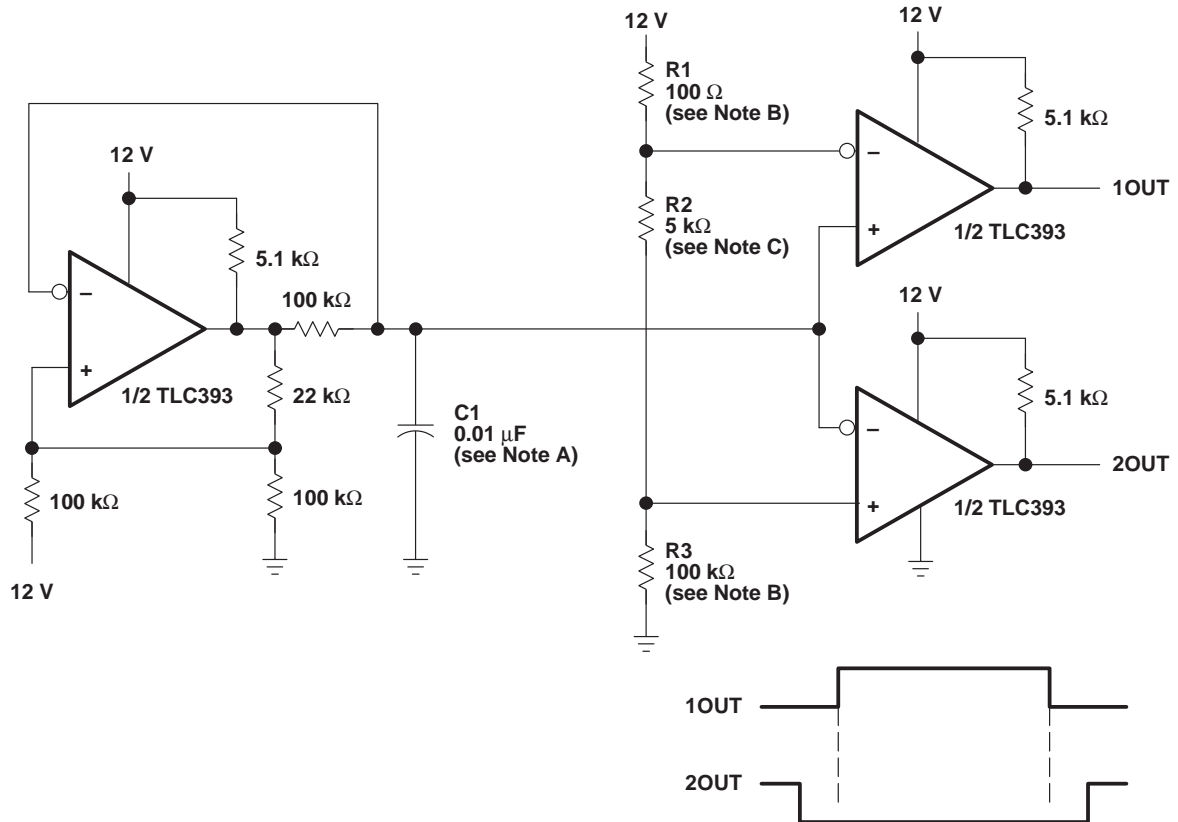 12 V
12 V
R1
100 Ω
(see Note B)
5.1 kΩ
–
+
1OUT
1/2 TLC393
12 V
5.1 kΩ
–
+
1/2 TLC393
100 kΩ
22 kΩ
100 kΩ
100 kΩ
12 V
C1
0.01 μF
(see Note A)
R2
5 kΩ
(see Note C)
12 V
5.1 kΩ
–
+
2OUT
1/2 TLC393
R3
100 kΩ
(see Note B)
1OUT
2OUT